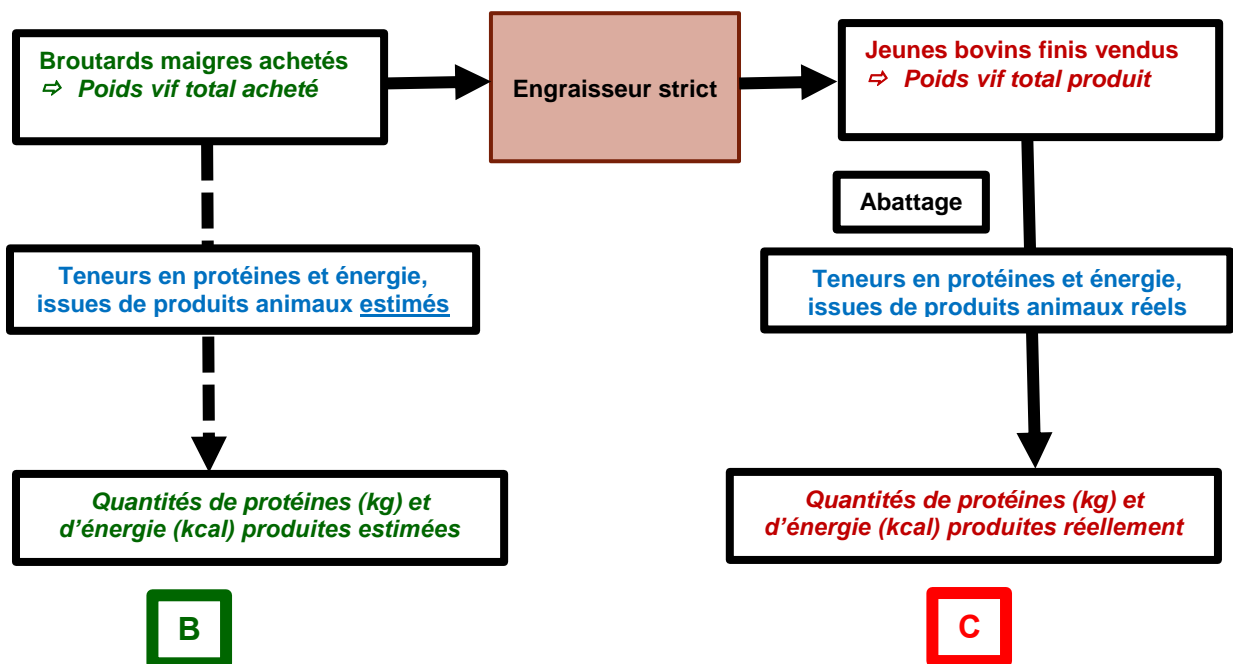 Broutards maigres achetés
⇨ Poids vif total acheté
Engraisseur strict
Jeunes bovins finis vendus
⇨ Poids vif total produit
Abattage
Teneurs en protéines et énergie,
issues de produits animaux estimés
Teneurs en protéines et énergie,
issues de produits animaux réels
Quantités de protéines (kg) et
d’énergie (kcal) produites estimées
Quantités de protéines (kg) et
d’énergie (kcal) produites réellement
B
C